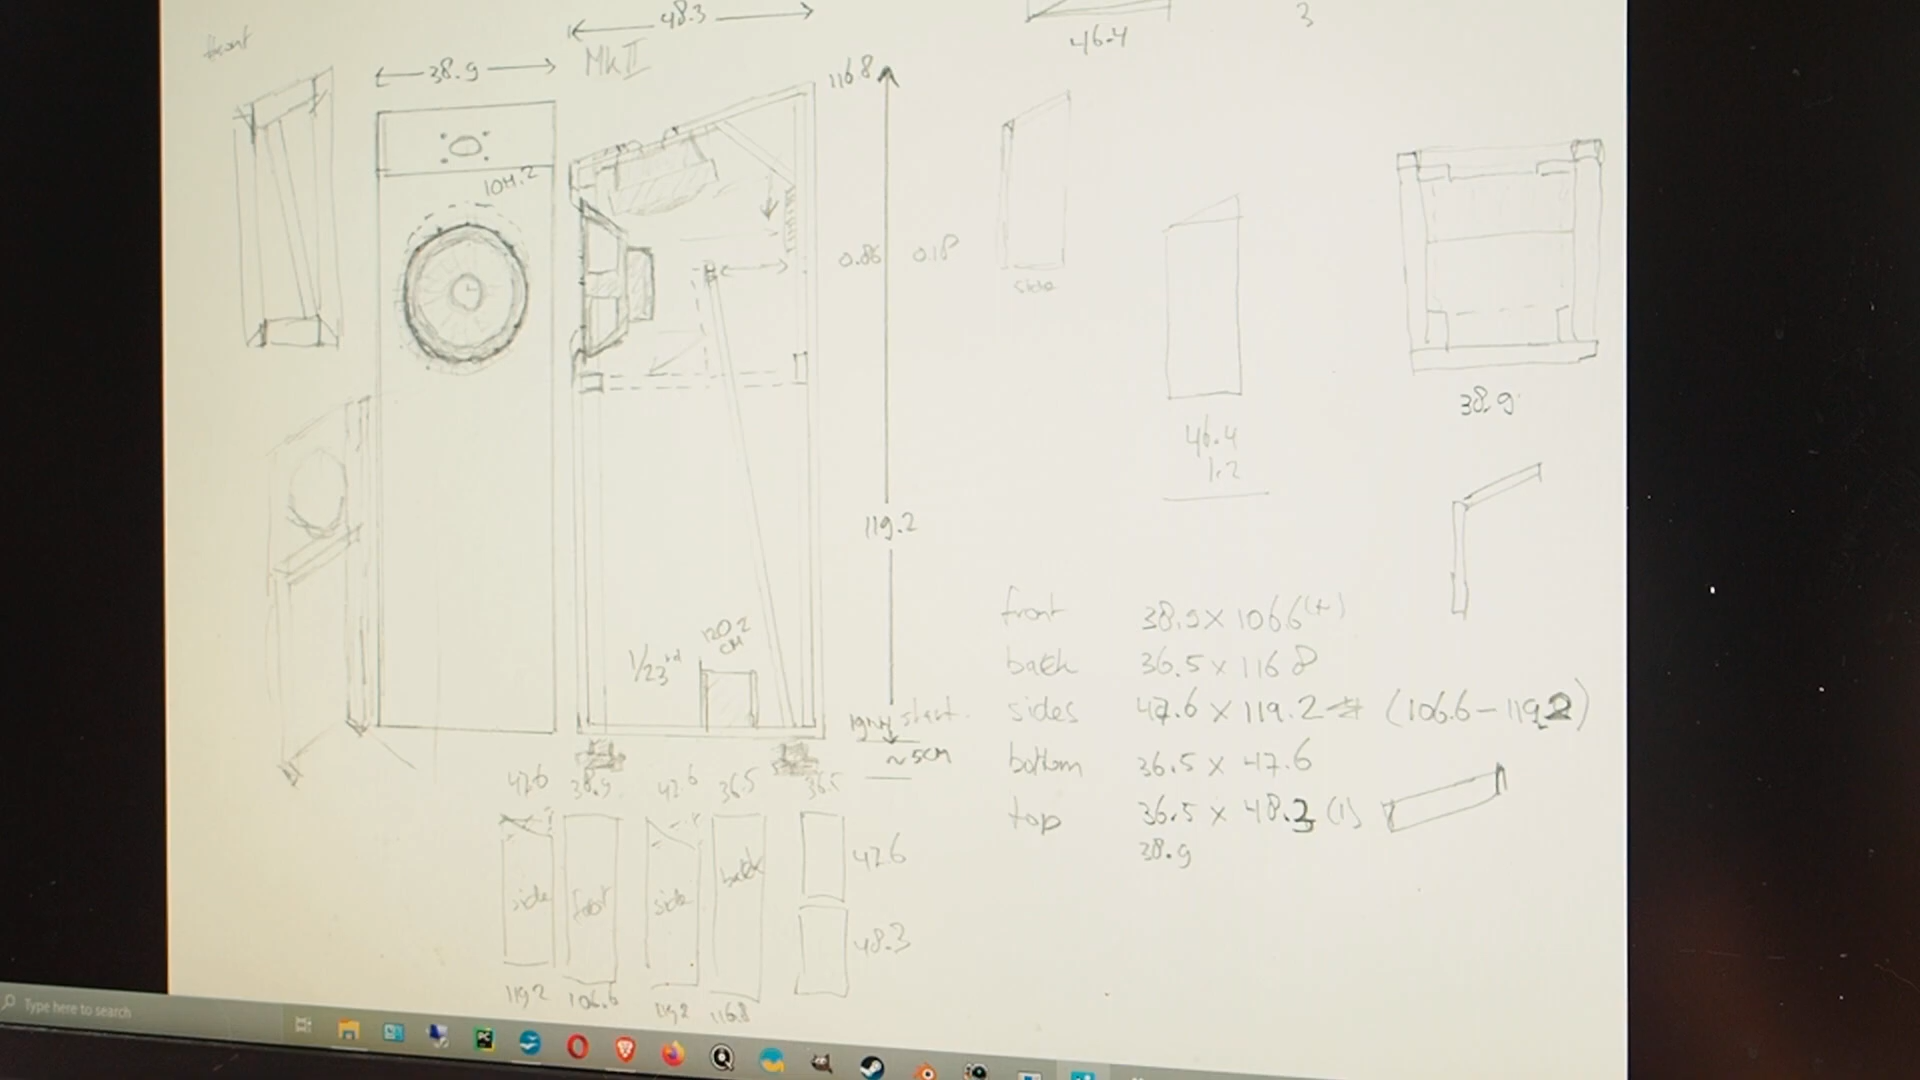 front
48.3
46.4
3
38.9
MkII
116.8
104.2
0.86
0.18
side
46.4
1.2
38.9
119.2
120.2
CM
1/23rd
start.
~5cm
front 38.9 x 106.6
back 36.5 x 116 8
sides 47.6 x 119.2 (106.6 - 119.2)
bottom 36.5 x 47.6
top 36.5 x 48.3 (1)
38.9
47.6 38.9 47.6 36.5 36.5
side front side back
47.6
48.3
119.2 106.6 119.2 116.8
Type here to search